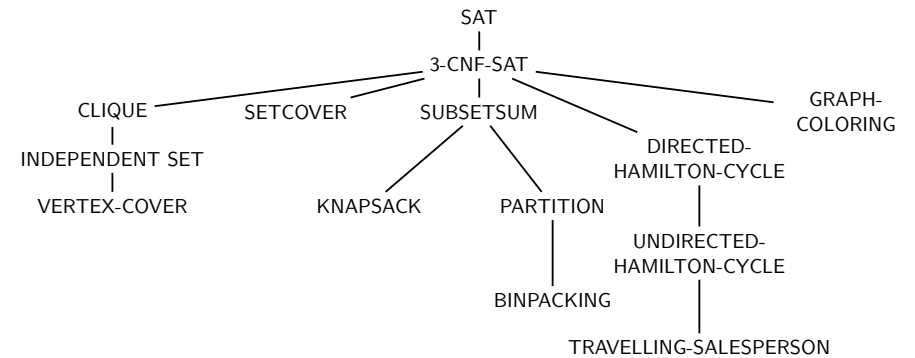 SAT
3-CNF-SAT
CLIQUE
SETCOVER
SUBSETSUM
GRAPH-
COLORING
INDEPENDENT SET
DIRECTED-
HAMILTON-CYCLE
VERTEX-COVER
KNAPSACK
PARTITION
UNDIRECTED-
HAMILTON-CYCLE
BINPACKING
TRAVELLING-SALESPERSON